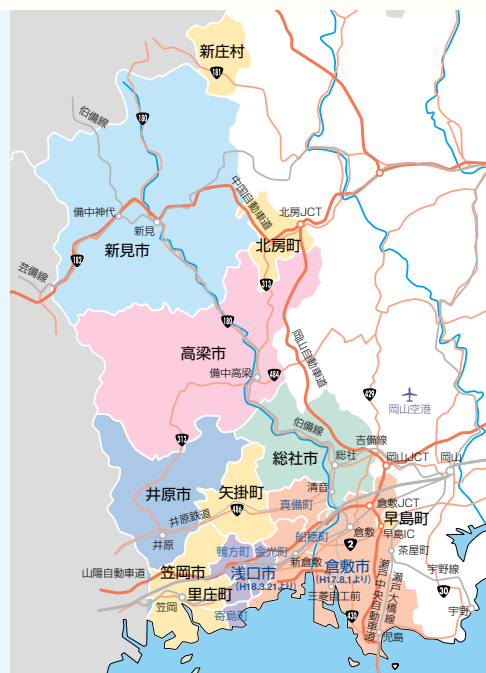 新庄村
181
伯備線
180
中国自動車道
備中神代
新見
北房JCT
新見市
北房町
182
芸備線
313
180
岡山自動車道
高梁市
備中高梁
484
429
岡山空港
伯備線
吉備線
313
総社市
総社
岡山JCT
岡山
井原市
矢掛町
清音
真備町
倉敷JCT
486
井原鉄道
早島町
船穂町
倉敷
早島IC
井原
2
鴨方町
金光町
茶屋町
新倉敷
山陽自動車道
笠岡市
浅口市
(H18.3.21より)
倉敷市
(H17.8.1より)
瀬戸大橋線
宇野線
里庄町
三菱自工前
瀬戸中央自動車道
30
笠岡
寄島町
430
宇野
児島